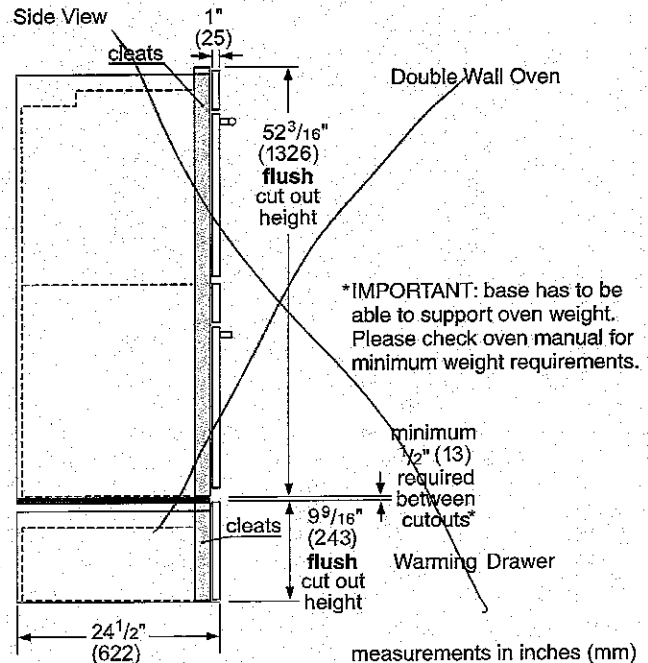 Side View
1"
(25)
cleats
Double Wall Oven
52 3/16"
(1326)
flush
cut out
height
*IMPORTANT: base has to be
able to support oven weight.
Please check oven manual for
minimum weight requirements.
minimum
1/2" (13)
required
between
cutouts*
cleats
9 9/16"
(243)
flush
cut out
height
Warming Drawer
24 1/2"
(622)
measurements in inches (mm)